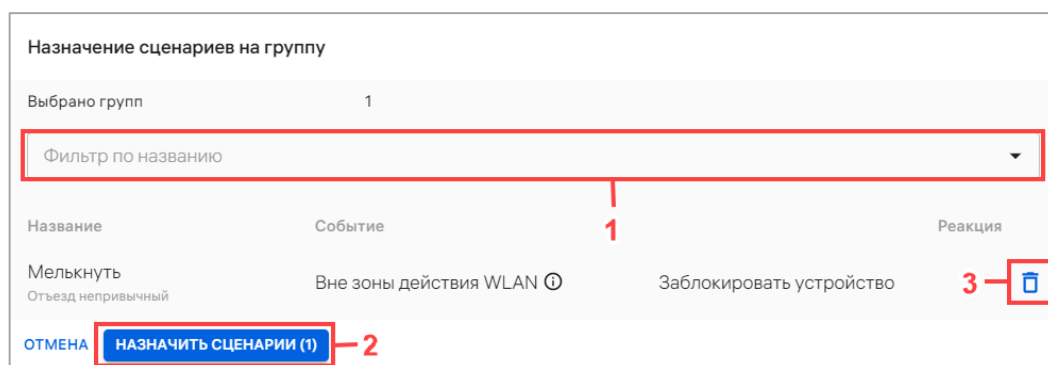 Назначение сценариев на группу
Выбрано групп 1
Фильтр по названию
1
Название Событие Реакция
Мелькнуть
Отъезд непривычный
Вне зоны действия WLAN Заблокировать устройство 3
ОТМЕНА НАЗНАЧИТЬ СЦЕНАРИИ (1) 2